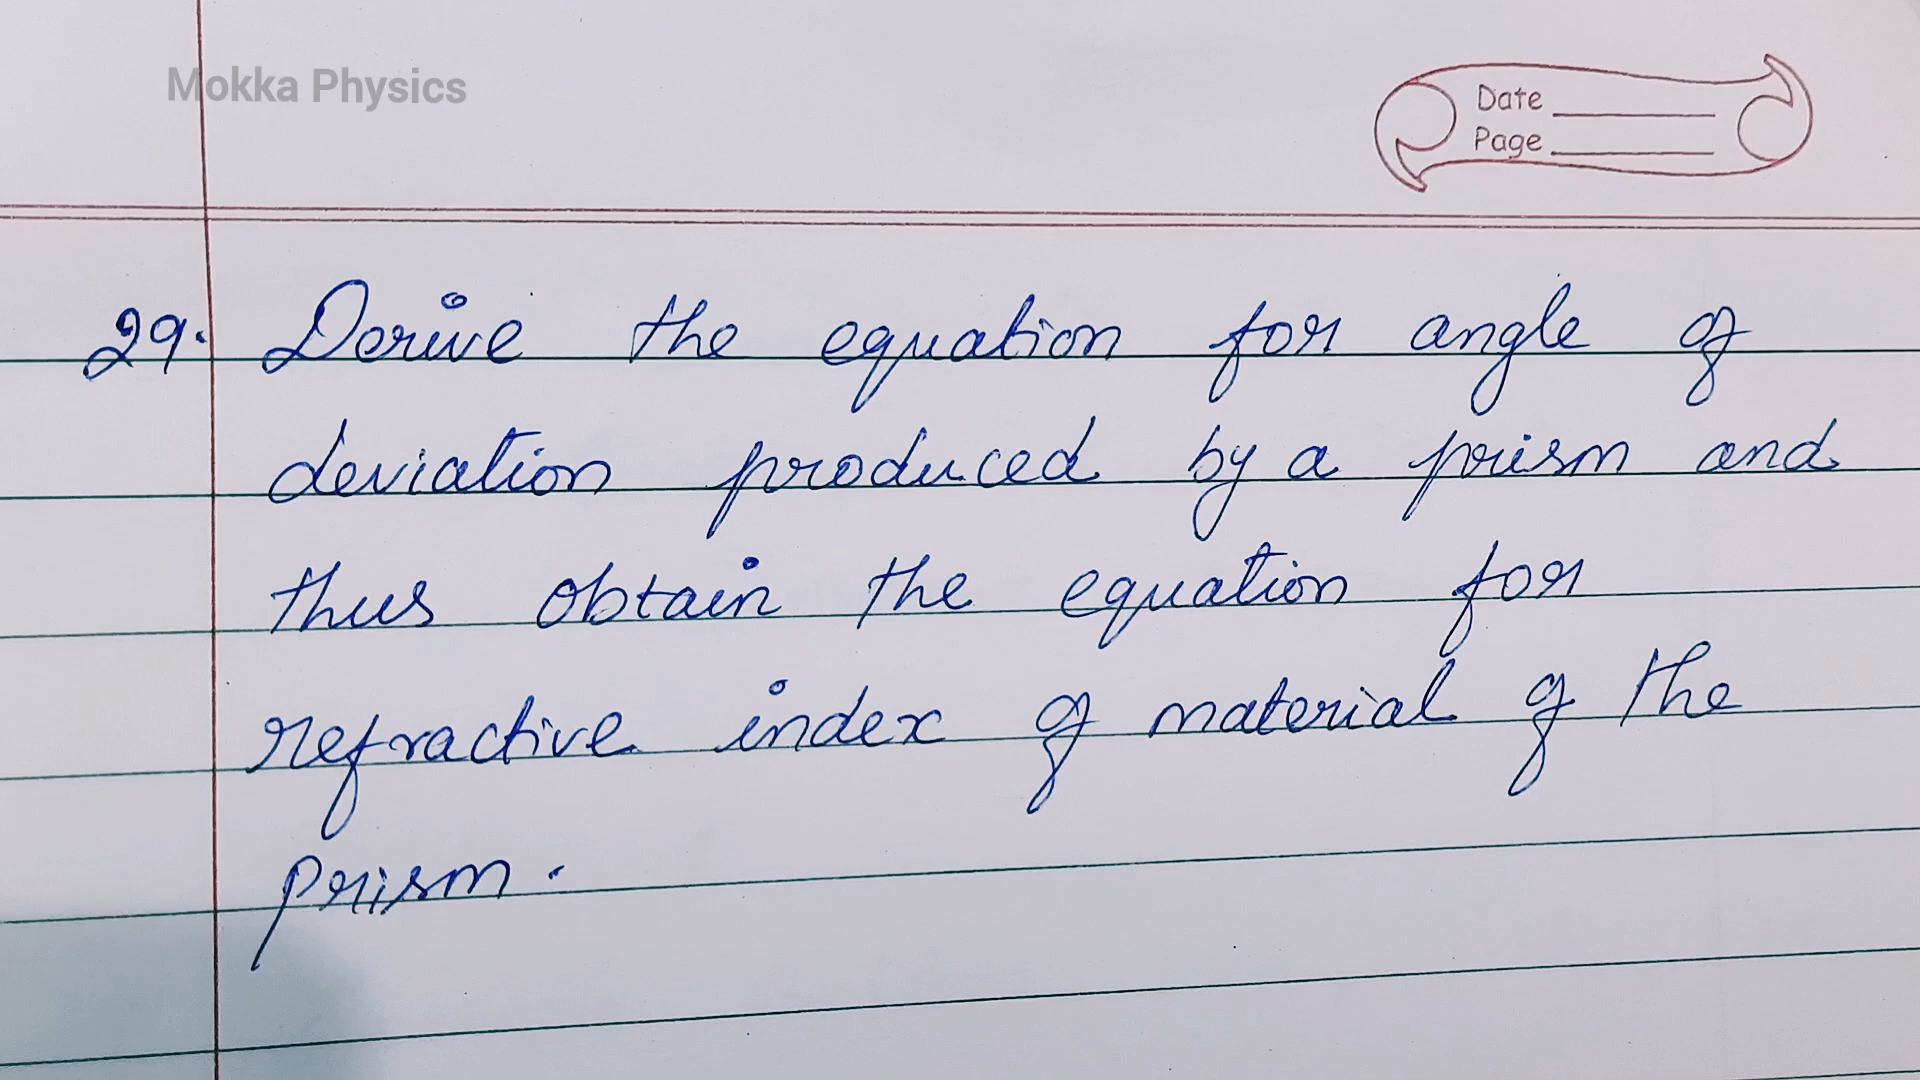 Mokka Physics
Date
Page
29. Derive the equation for angle of
deviation produced by a prism and
thus obtain the equation for
refractive index of material of the
prism.